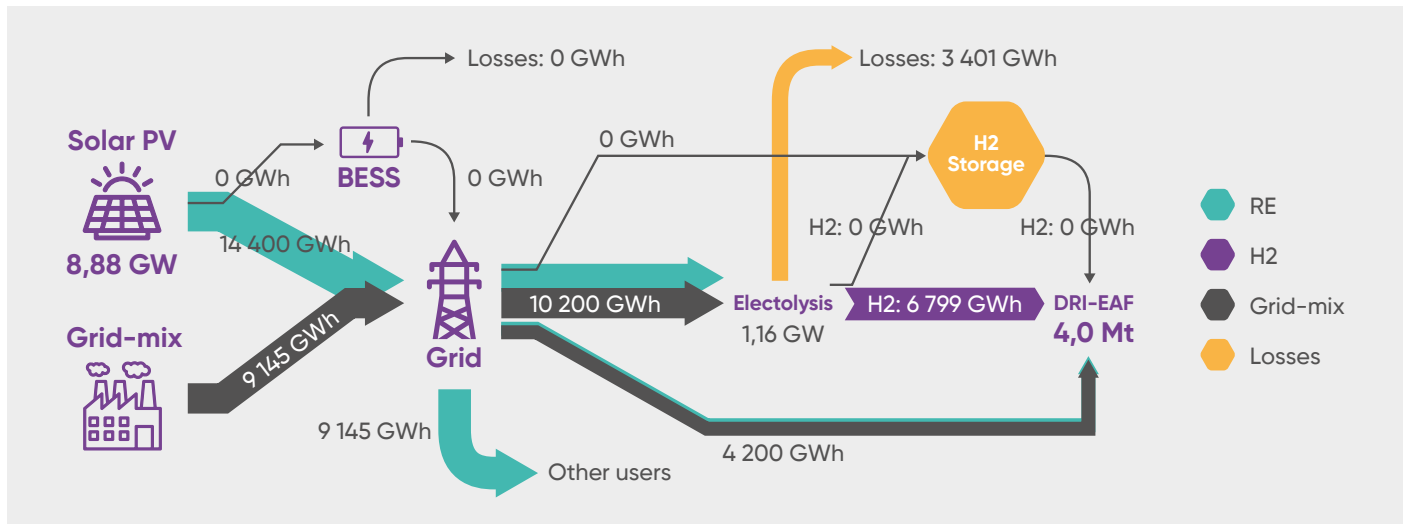 Losses: 0 GWh
Losses: 3 401 GWh
Solar PV
0 GWh
BESS
0 GWh
0 GWh
H2
Storage
14 400 GWh
8,88 GW
H2: 0 GWh
H2: 0 GWh
RE
H2
Grid-mix
Losses
10 200 GWh
Electolysis
1,16 GW
H2: 6 799 GWh
DRI-EAF
4,0 Mt
Grid-mix
9 145 GWh
Grid
9 145 GWh
4 200 GWh
Other users